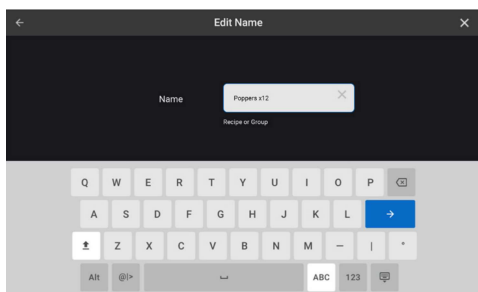 Edit Name
Name
Poppers x12
Recipe or Group
Q W E R T Y U I O P
A S D F G H J K L
Z X C V B N M – | "
Alt @|> ABC 123